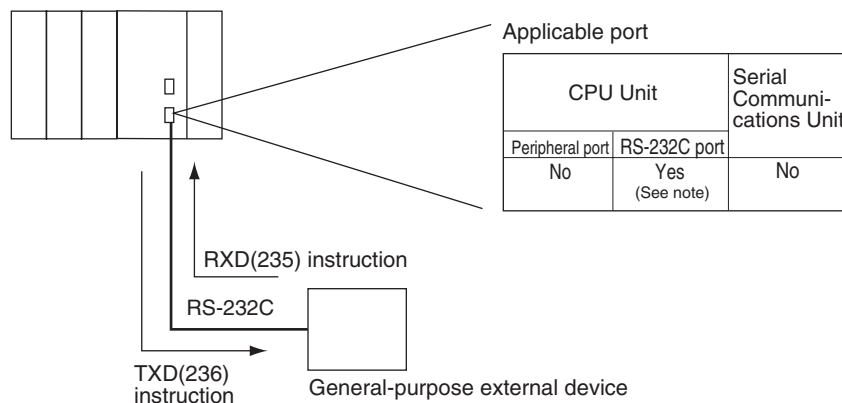 Applicable port
CPU Unit
Serial
Communi-
cations Unit
Peripheral port
RS-232C port
No
Yes
(See note)
No
RXD(235) instruction
RS-232C
TXD(236)
instruction
General-purpose external device